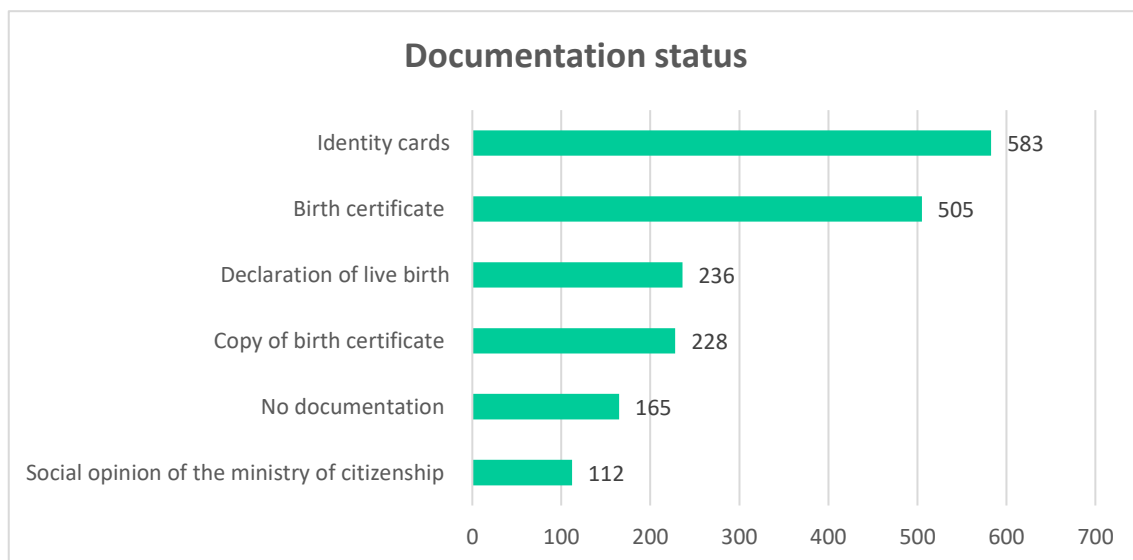 Documentation status
Identity cards 583
Birth certificate 505
Declaration of live birth 236
Copy of birth certificate 228
No documentation 165
Social opinion of the ministry of citizenship 112
0 100 200 300 400 500 600 700